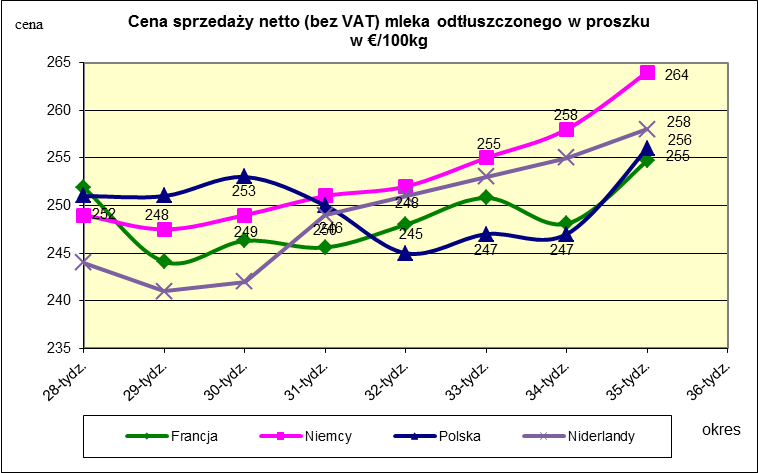 cena
Cena sprzedaży netto (bez VAT) mleka odtłuszczonego w proszku
w €/100kg
265
260
255
250
245
240
235
264
258
258
256
255
255
253
252
248
249
250
246
248
245
247
247
28-tydz.
29-tydz.
30-tydz.
31-tydz.
32-tydz.
33-tydz.
34-tydz.
35-tydz.
36-tydz.
Francja Niemcy Polska Niderlandy
okres